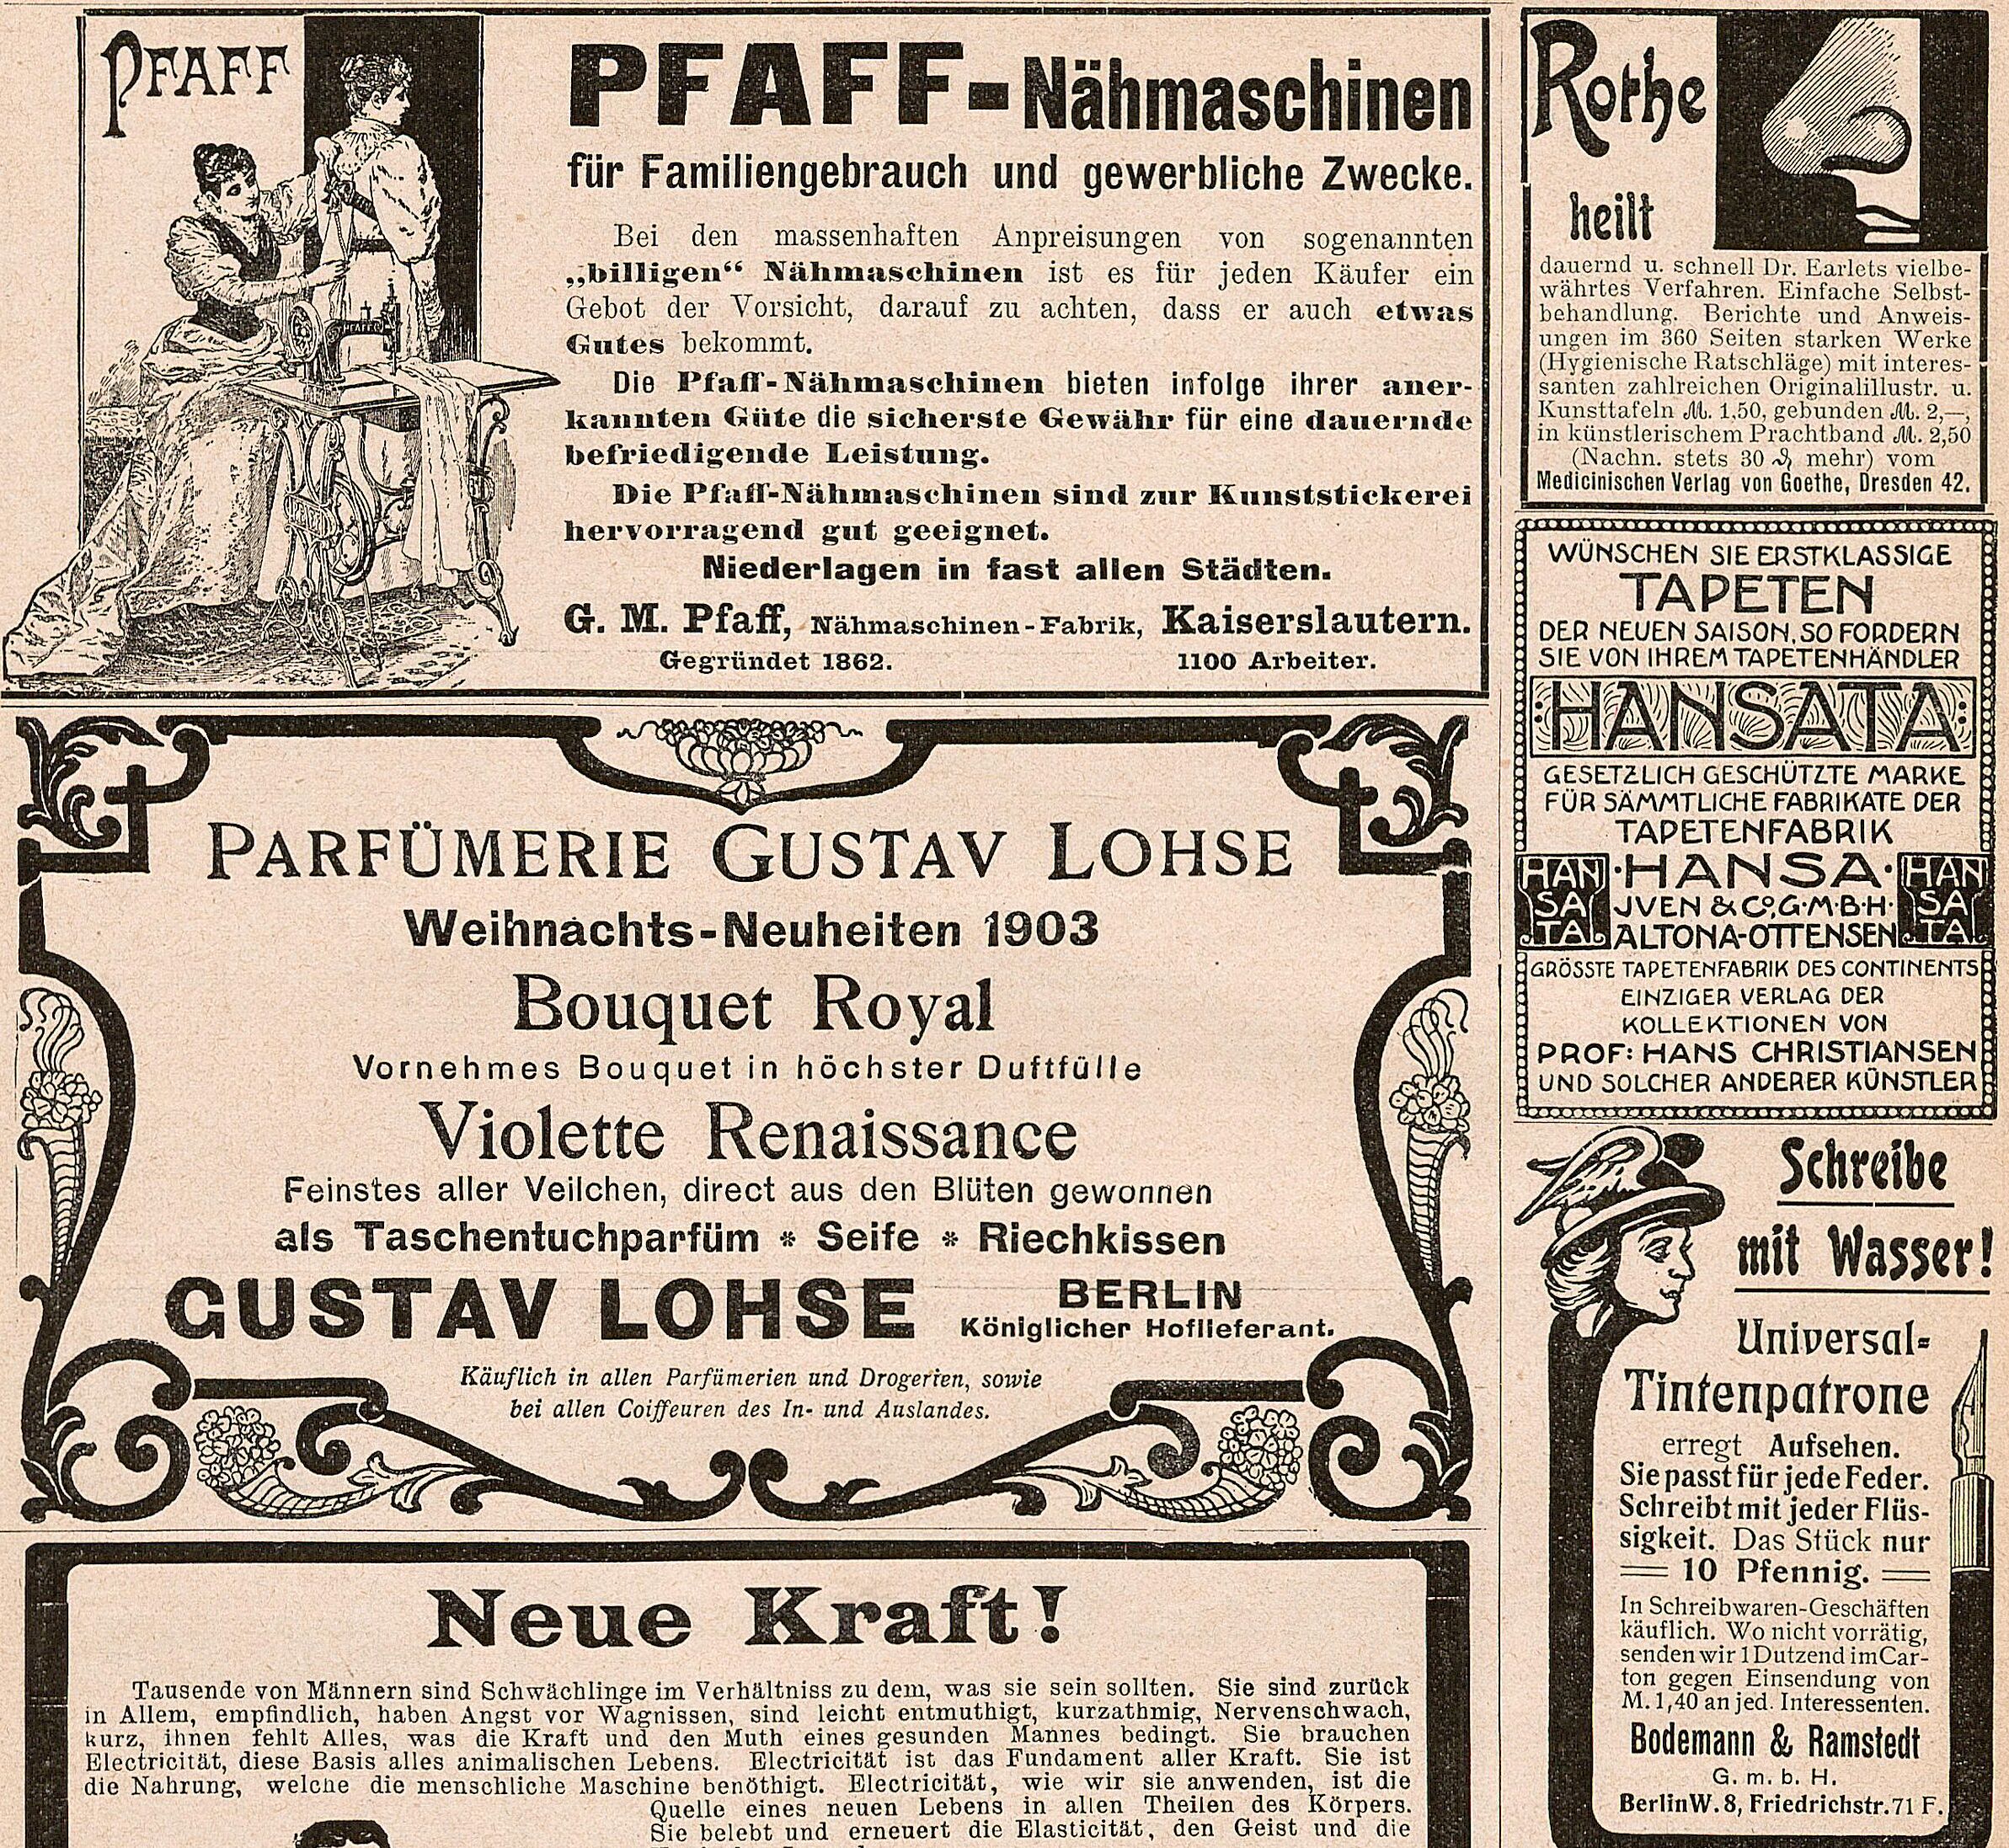 PFAFF
PFAFF-Nähmaschinen
für Familiengebrauch und gewerbliche Zwecke.
Bei den massenhaften Anpreisungen von sogenannten
„billigen“ Nähmaschinen ist es für jeden Käufer ein
Gebot der Vorsicht, darauf zu achten, dass er auch etwas
Gutes bekommt.
Die Pfaff-Nähmaschinen bieten infolge ihrer aner-
kannten Güte die sicherste Gewähr für eine dauernde
befriedigende Leistung.
Die Pfaff-Nähmaschinen sind zur Kunststickerei
hervorragend gut geeignet.
Niederlagen in fast allen Städten.
G. M. Pfaff, Nähmaschinen-Fabrik, Kaiserslautern.
Gegründet 1862. 1100 Arbeiter.
PARFÜMERIE GUSTAV LOHSE
Weihnachts-Neuheiten 1903
Bouquet Royal
Vornehmes Bouquet in höchster Duftfülle
Violette Renaissance
Feinstes aller Veilchen, direct aus den Blüten gewonnen
als Taschentuchparfüm * Seife * Riechkissen
GUSTAV LOHSE BERLIN
Königlicher Hoflieferant.
Käuflich in allen Parfümerien und Drogerien, sowie
bei allen Coiffeuren des In- und Auslandes.
Neue Kraft!
Tausende von Männern sind Schwächlinge im Verhältniss zu dem, was sie sein sollten. Sie sind zurück
in Allem, empfindlich, haben Angst vor Wagnissen, sind leicht entmuthigt, kurzathmig, Nervenschwach,
kurz, ihnen fehlt Alles, was die Kraft und den Muth eines gesunden Mannes bedingt. Sie brauchen
Electricität, diese Basis alles animalischen Lebens. Electricität ist das Fundament aller Kraft. Sie ist
die Nahrung, welche die menschliche Maschine benöthigt. Electricität, wie wir sie anwenden, ist die
Quelle eines neuen Lebens in allen Theilen des Körpers.
Sie belebt und erneuert die Elasticität, den Geist und die
Rothe
heilt
dauernd u. schnell Dr. Earlets vielbe-
währtes Verfahren. Einfache Selbst-
behandlung. Berichte und Anweis-
ungen im 360 Seiten starken Werke
(Hygienische Ratschläge) mit interes-
santen zahlreichen Originalillustr. u.
Kunsttafeln ℳ. 1,50, gebunden ℳ. 2,—,
in künstlerischem Prachtband ℳ. 2,50
(Nachn. stets 30 ₰ mehr) vom
Medicinischen Verlag von Goethe, Dresden 42.
WÜNSCHEN SIE ERSTKLASSIGE
TAPETEN
DER NEUEN SAISON, SO FORDERN
SIE VON IHREM TAPETENHÄNDLER
HANSATA
GESETZLICH GESCHÜTZTE MARKE
FÜR SÄMMTLICHE FABRIKATE DER
TAPETENFABRIK
HAN SA TA ·HANSA· HAN SA TA
JVEN & Co, G·M·B·H·
ALTONA-OTTENSEN
GRÖSSTE TAPETENFABRIK DES CONTINENTS
EINZIGER VERLAG DER
KOLLEKTIONEN VON
PROF: HANS CHRISTIANSEN
UND SOLCHER ANDERER KÜNSTLER
Schreibe
mit Wasser!
Universal-
Tintenpatrone
erregt Aufsehen.
Sie passt für jede Feder.
Schreibt mit jeder Flüs-
sigkeit. Das Stück nur
10 Pfennig.
In Schreibwaren-Geschäften
käuflich. Wo nicht vorrätig,
senden wir 1 Dutzend im Car-
ton gegen Einsendung von
M. 1,40 an jed. Interessenten.
Bodemann & Ramstedt
G. m. b. H.
Berlin W. 8, Friedrichstr. 71 F.